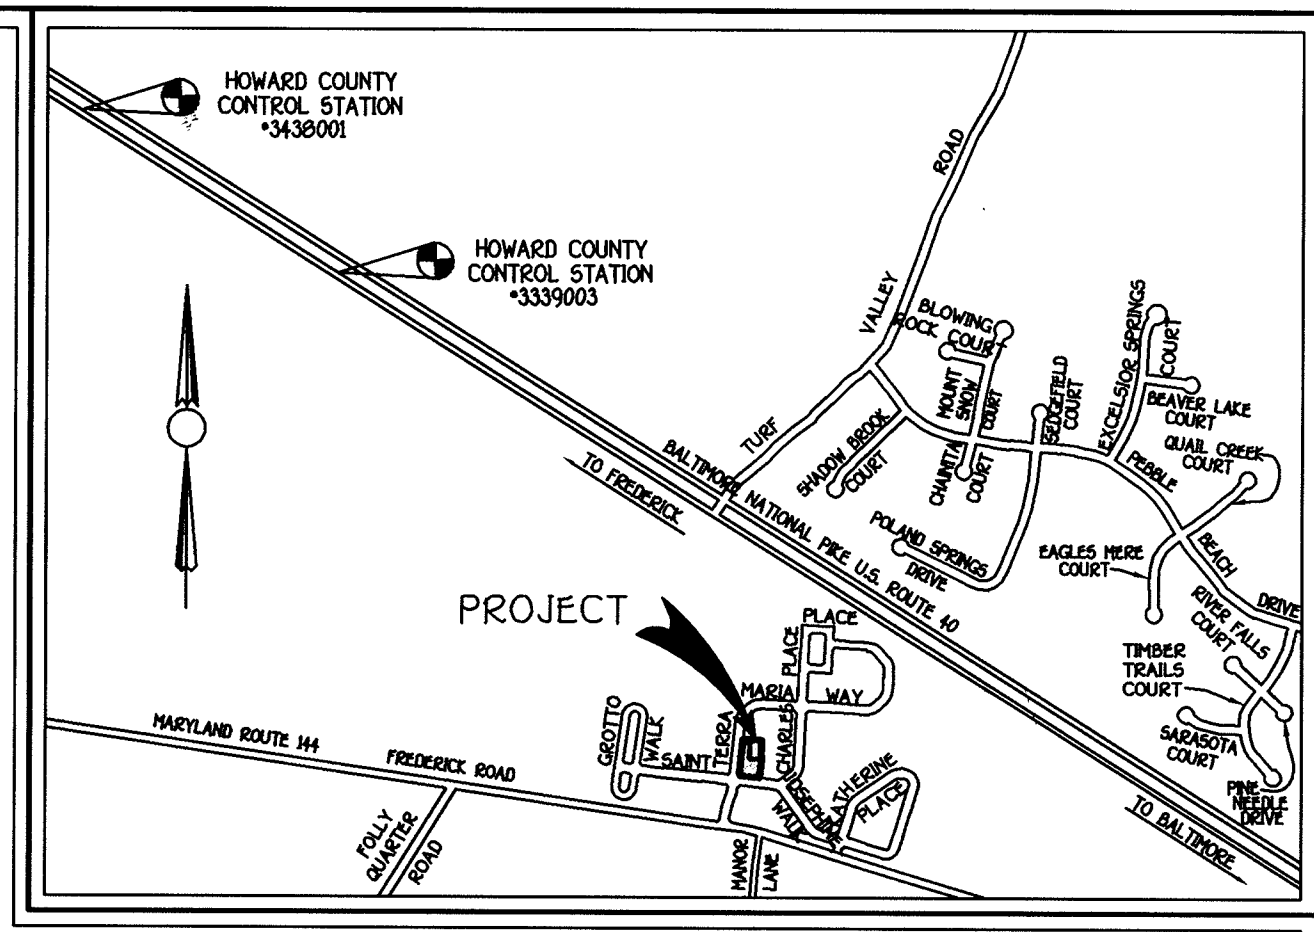 HOWARD COUNTY
CONTROL STATION
*3438001
HOWARD COUNTY
CONTROL STATION
*3339003
ROAD
VALLEY
TURF
BLOWING
ROCK COURT
MOUNT
SNOW
COURT
SEDGEFIELD
COURT
EXCELSIOR SPRINGS
COURT
BEAVER LAKE
COURT
QUAIL CREEK
COURT
SHADOW BROOK
COURT
CHAIMITA
COURT
PEBBLE
BEACH
DRIVE
POLAND SPRINGS
DRIVE
EAGLES MERE
COURT
RIVER FALLS
COURT
TIMBER
TRAILS
COURT
SARASOTA
COURT
PINE
NEEDLE
DRIVE
BALTIMORE NATIONAL PIKE U.S. ROUTE 40
TO FREDERICK
TO BALTIMORE
PROJECT
PLACE
PLACE
MARIA
WAY
CHARLES
TERRA
GROTTO
WALK
SAINT
JOSEPHINE
WALK
CATHERINE
PLACE
MARYLAND ROUTE 144
FREDERICK ROAD
FOLLY
QUARTER
ROAD
MANOR
LANE